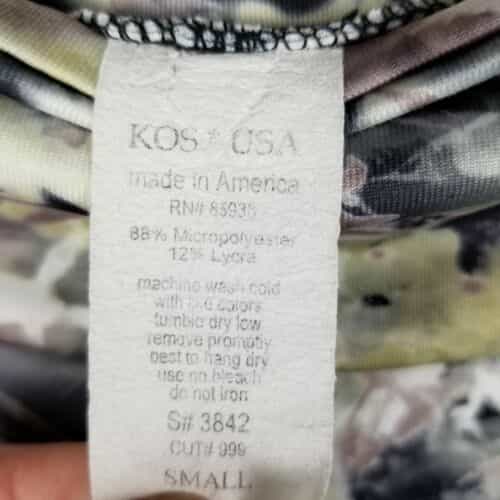 KOS * USA
made in America
RN# 85935
88% Micropolyester
12% Lycra
machine wash cold
with like colors
tumble dry low
remove promptly
best to hang dry
use no bleach
do not iron
S# 3842
CUT# 999
SMALL